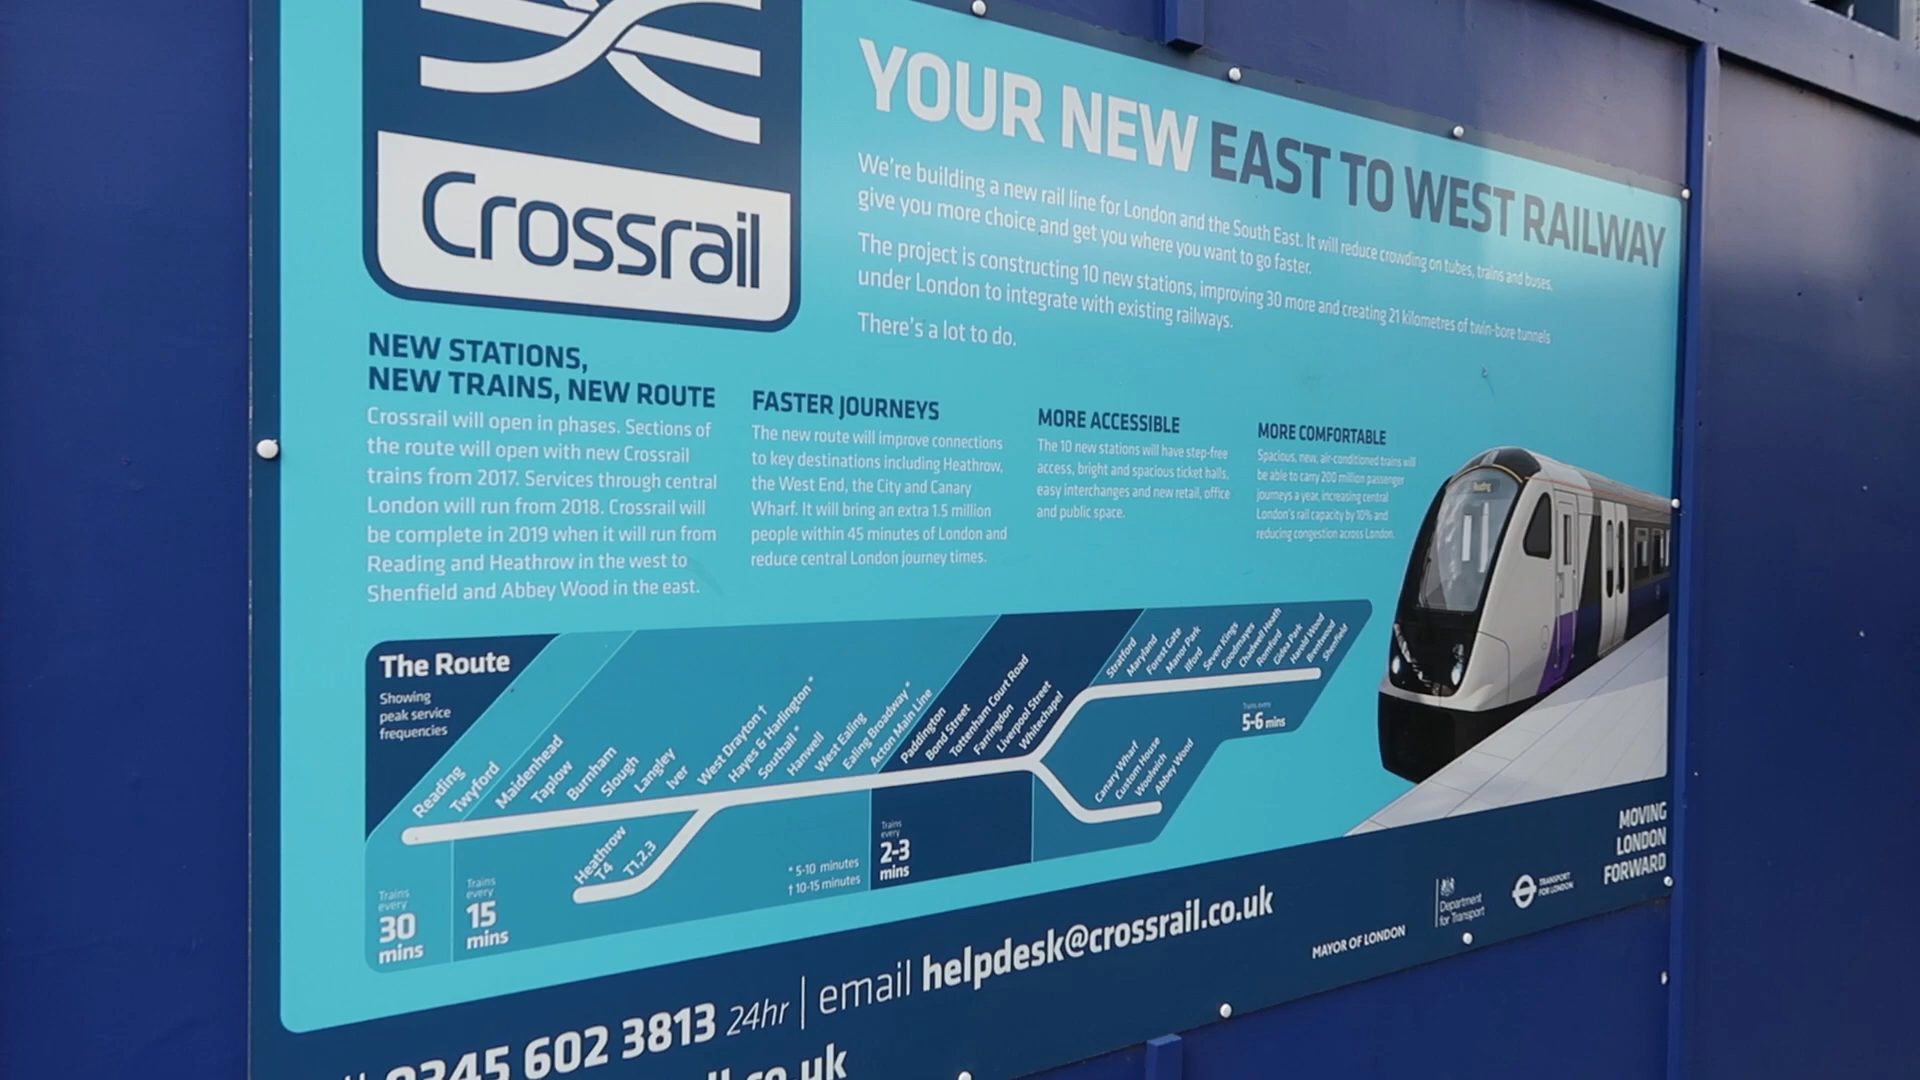 Crossrail
YOUR NEW EAST TO WEST RAILWAY
We're building a new rail line for London and the South East. It will reduce crowding on tubes, trains and buses,
give you more choice and get you where you want to go faster.
The project is constructing 10 new stations, improving 30 more and creating 21 kilometres of twin-bore tunnels
under London to integrate with existing railways.
There's a lot to do.
NEW STATIONS,
NEW TRAINS, NEW ROUTE
Crossrail will open in phases. Sections of
the route will open with new Crossrail
trains from 2017. Services through central
London will run from 2018. Crossrail will
be complete in 2019 when it will run from
Reading and Heathrow in the west to
Shenfield and Abbey Wood in the east.
FASTER JOURNEYS
The new route will improve connections
to key destinations including Heathrow,
the West End, the City and Canary
Wharf. It will bring an extra 1.5 million
people within 45 minutes of London and
reduce central London journey times.
MORE ACCESSIBLE
The 10 new stations will have step-free
access, bright and spacious ticket halls,
easy interchanges and new retail, office
and public space.
MORE COMFORTABLE
Spacious, new, air-conditioned trains will
be able to carry 200 million passenger
journeys a year, increasing central
London's rail capacity by 10% and
reducing congestion across London.
Reading
The Route
Showing
peak service
frequencies
Reading
Twyford
Maidenhead
Taplow
Burnham
Slough
Langley
Iver
West Drayton †
Hayes & Harlington *
Southall *
Hanwell
West Ealing
Ealing Broadway *
Acton Main Line
Paddington
Bond Street
Tottenham Court Road
Farringdon
Liverpool Street
Whitechapel
Stratford
Maryland
Forest Gate
Manor Park
Ilford
Seven Kings
Goodmayes
Chadwell Heath
Romford
Gidea Park
Harold Wood
Brentwood
Shenfield
Canary Wharf
Custom House
Woolwich
Abbey Wood
Heathrow
T4
T1,2,3
Trains
every
30
mins
Trains
every
15
mins
* 5-10 minutes
† 10-15 minutes
Trains
every
2-3
mins
Trains every
5-6 mins
MOVING
LONDON
FORWARD
MAYOR OF LONDON
Department
for Transport
TRANSPORT
FOR LONDON
0345 602 3813 24hr | email helpdesk@crossrail.co.uk
.co.uk